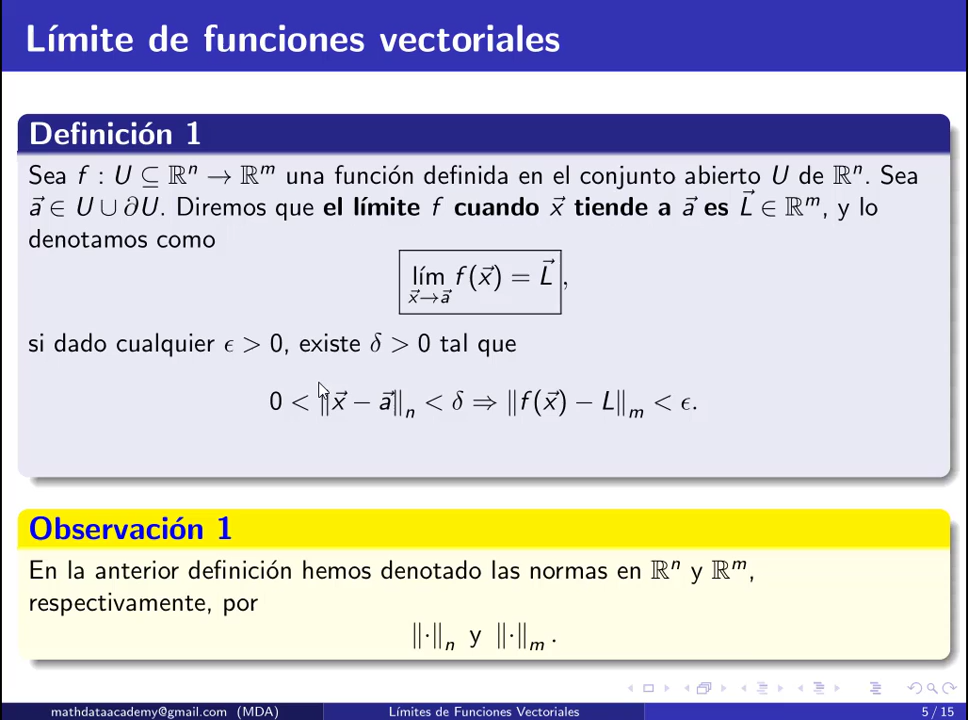 Límite de funciones vectoriales
Definición 1
Sea f : U ⊆ ℝⁿ → ℝᵐ una función definida en el conjunto abierto U de ℝⁿ. Sea
a⃗ ∈ U ∪ ∂U. Diremos que el límite f cuando x⃗ tiende a a⃗ es L⃗ ∈ ℝᵐ, y lo
denotamos como
lím_{x⃗→a⃗} f(x⃗) = L⃗,
si dado cualquier ϵ > 0, existe δ > 0 tal que
0 < ‖x⃗ − a⃗‖ₙ < δ ⇒ ‖f(x⃗) − L‖ₘ < ϵ.
Observación 1
En la anterior definición hemos denotado las normas en ℝⁿ y ℝᵐ,
respectivamente, por
‖·‖ₙ y ‖·‖ₘ .
mathdataacademy@gmail.com (MDA) Límites de Funciones Vectoriales 5 / 15